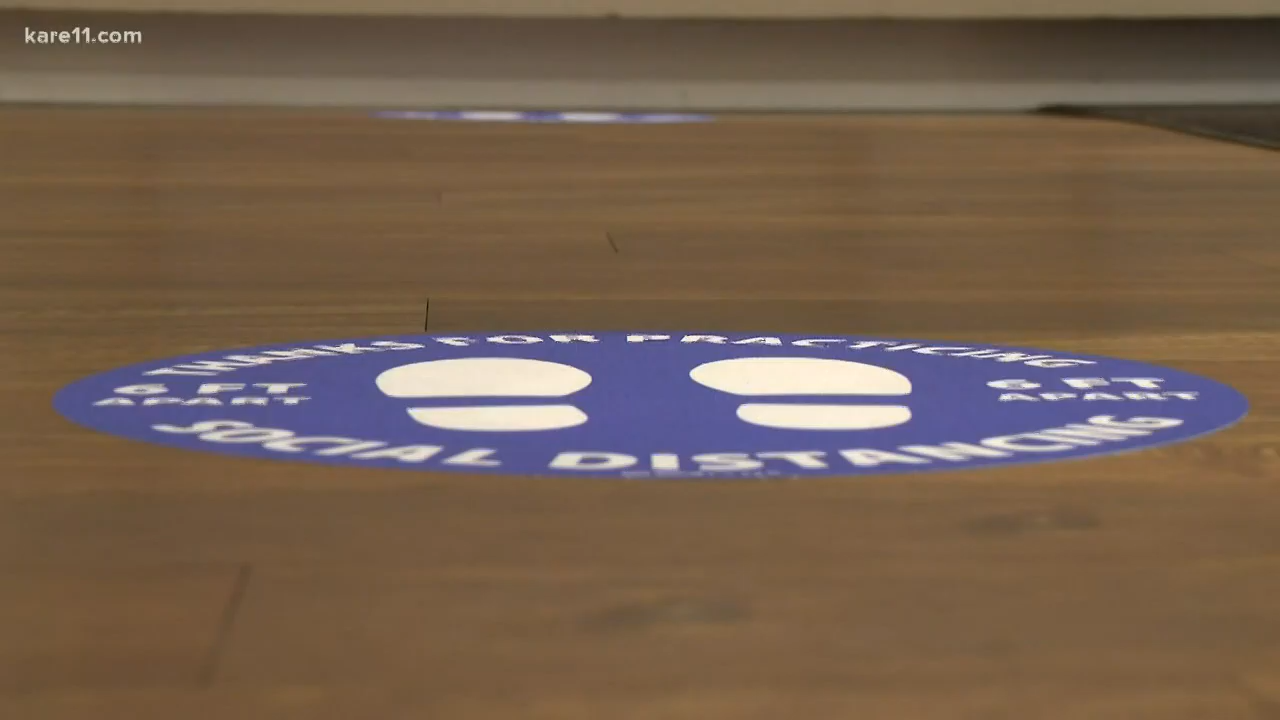 kare11.com
THANKS FOR PRACTICING
6 FT
APART
6 FT
APART
SOCIAL DISTANCING